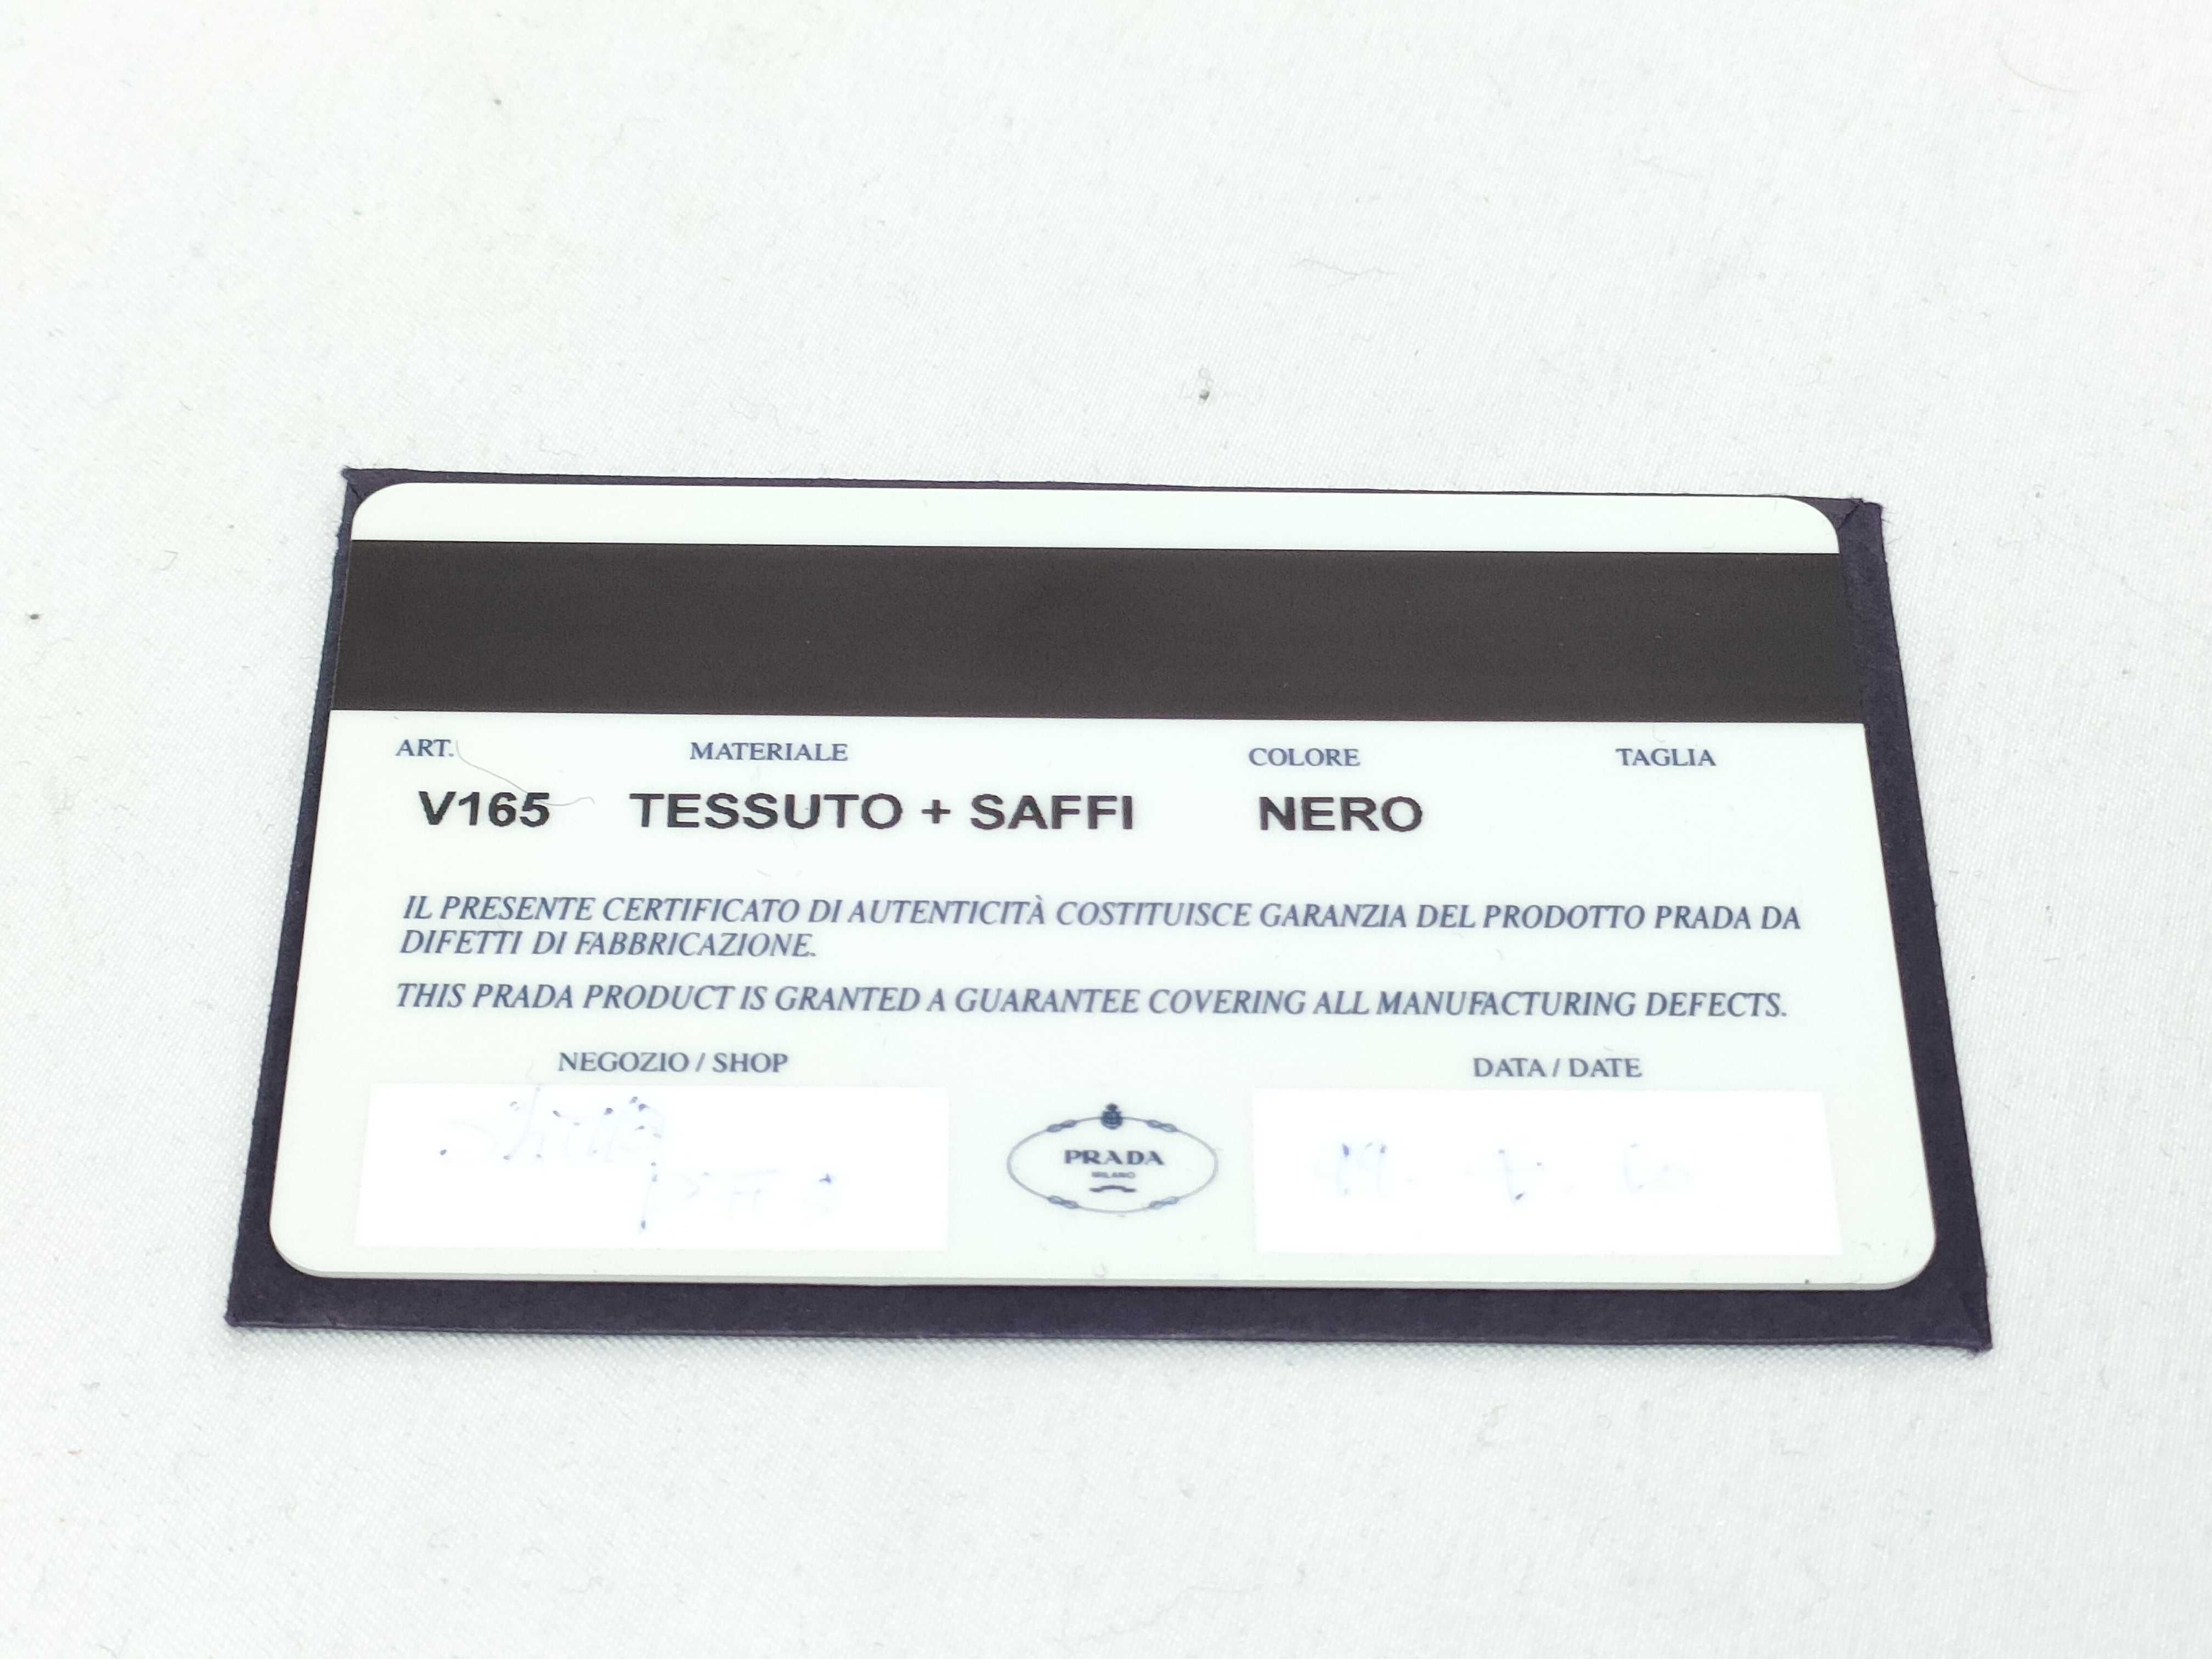 ART. MATERIALE COLORE TAGLIA
V165 TESSUTO + SAFFI NERO
IL PRESENTE CERTIFICATO DI AUTENTICITÀ COSTITUISCE GARANZIA DEL PRODOTTO PRADA DA
DIFETTI DI FABBRICAZIONE.
THIS PRADA PRODUCT IS GRANTED A GUARANTEE COVERING ALL MANUFACTURING DEFECTS.
NEGOZIO / SHOP DATA / DATE
PRADA
MILANO